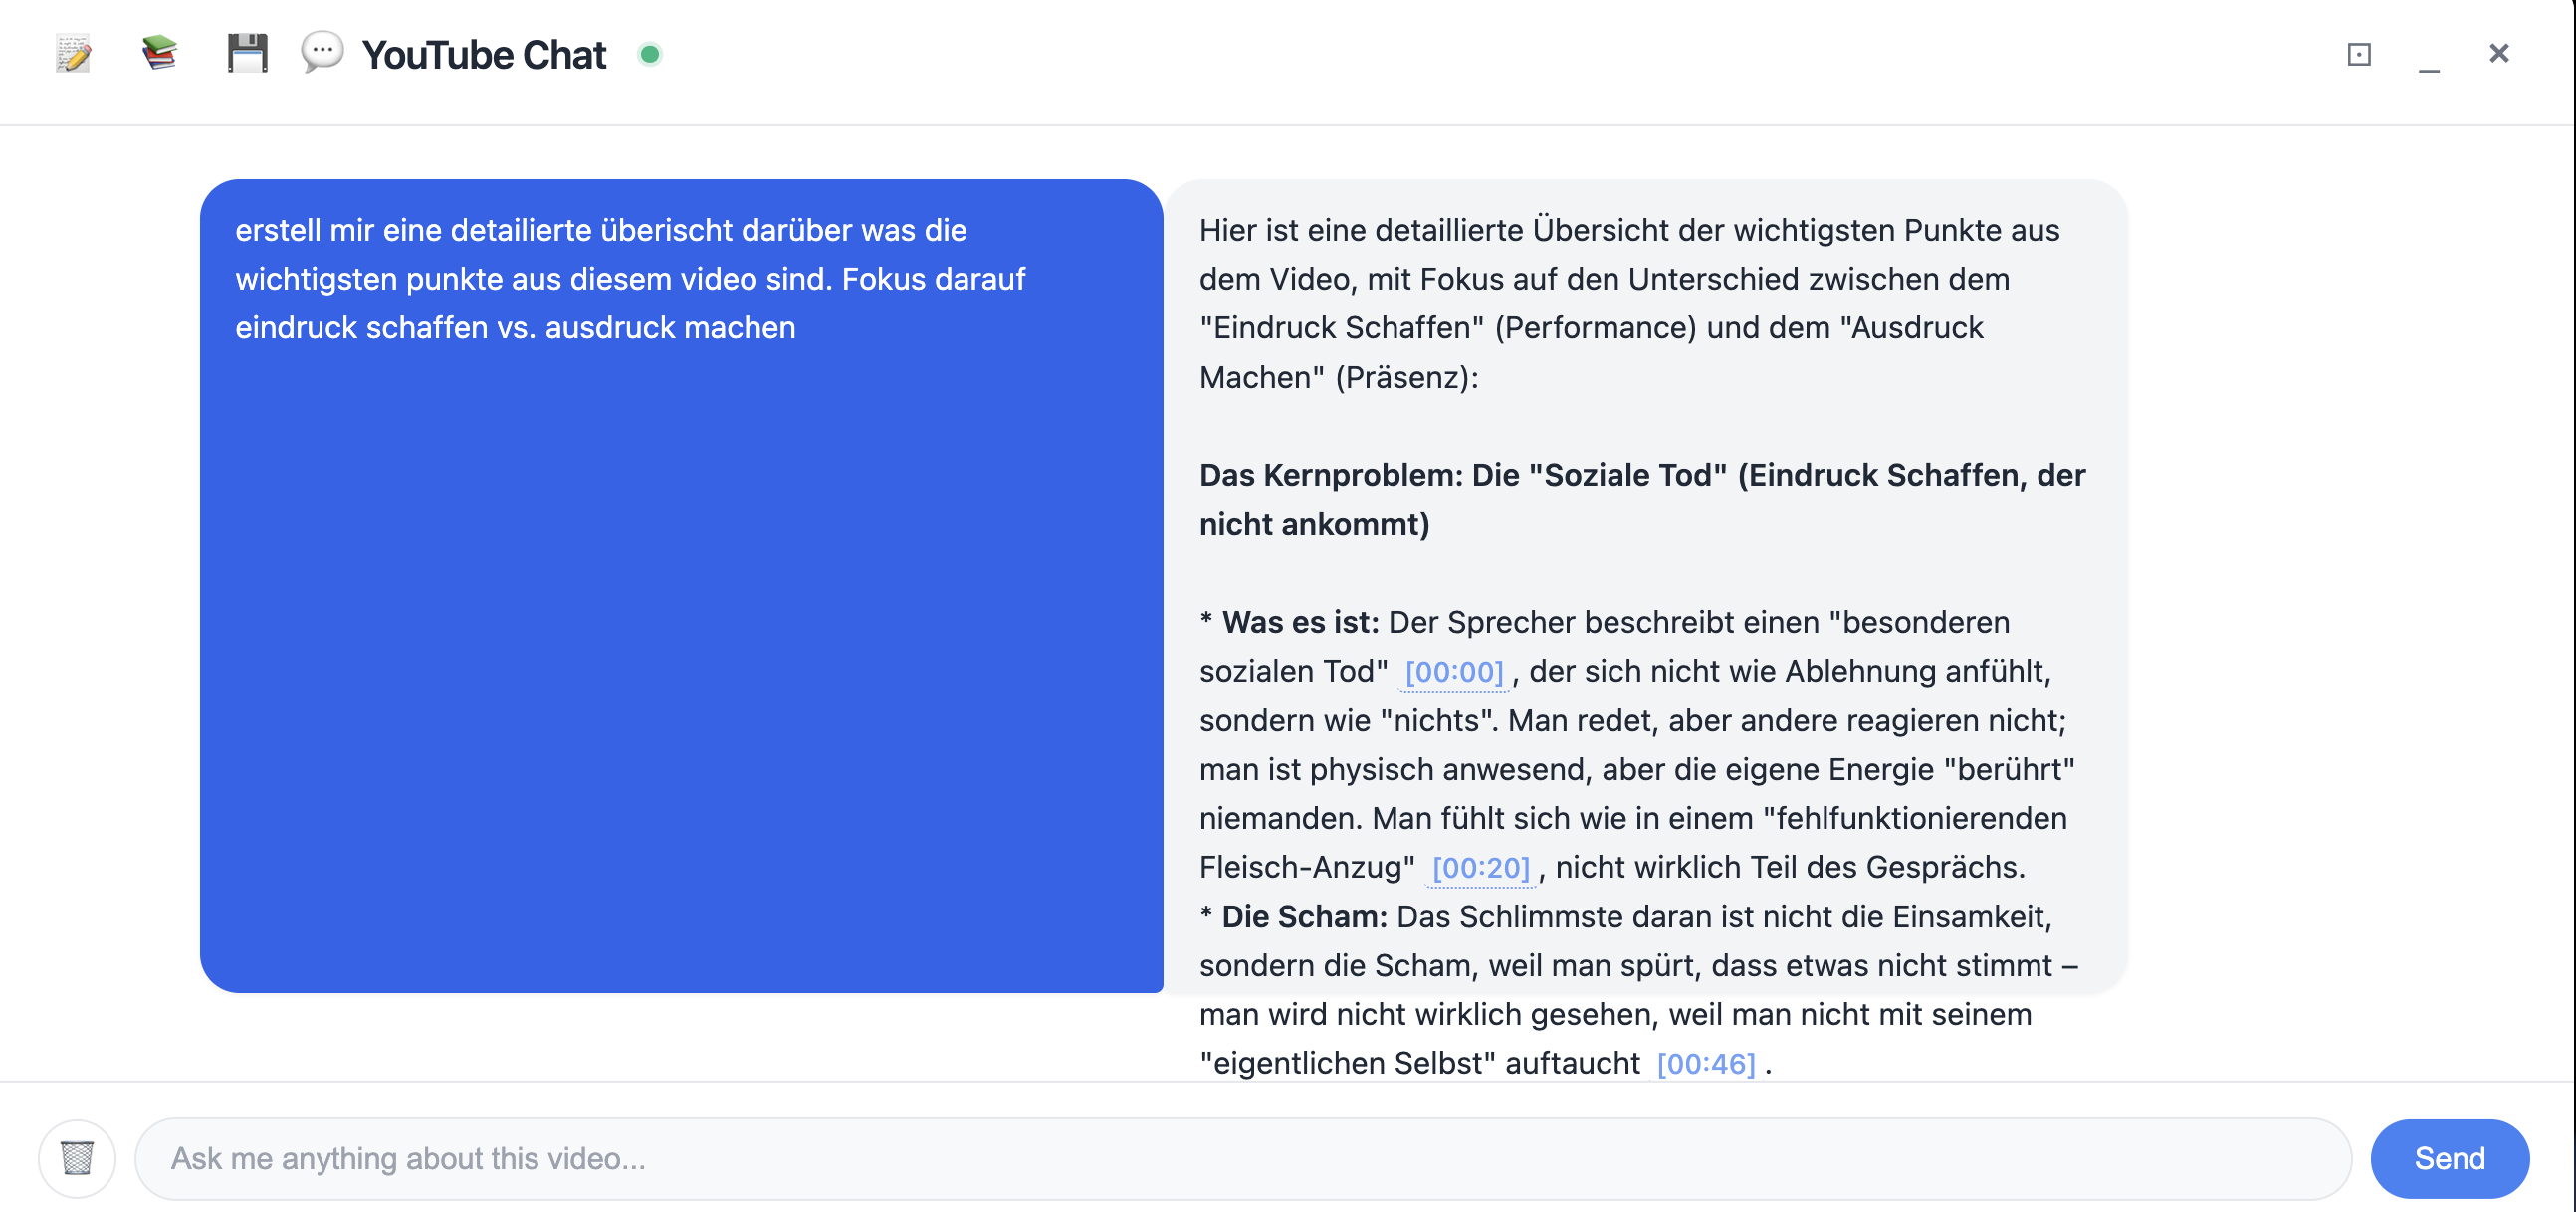 YouTube Chat
erstell mir eine detailierte überischt darüber was die
wichtigsten punkte aus diesem video sind. Fokus darauf
eindruck schaffen vs. ausdruck machen
Hier ist eine detaillierte Übersicht der wichtigsten Punkte aus
dem Video, mit Fokus auf den Unterschied zwischen dem
"Eindruck Schaffen" (Performance) und dem "Ausdruck
Machen" (Präsenz):
Das Kernproblem: Die "Soziale Tod" (Eindruck Schaffen, der
nicht ankommt)
* Was es ist: Der Sprecher beschreibt einen "besonderen
sozialen Tod" [00:00], der sich nicht wie Ablehnung anfühlt,
sondern wie "nichts". Man redet, aber andere reagieren nicht;
man ist physisch anwesend, aber die eigene Energie "berührt"
niemanden. Man fühlt sich wie in einem "fehlfunktionierenden
Fleisch-Anzug" [00:20], nicht wirklich Teil des Gesprächs.
* Die Scham: Das Schlimmste daran ist nicht die Einsamkeit,
sondern die Scham, weil man spürt, dass etwas nicht stimmt –
man wird nicht wirklich gesehen, weil man nicht mit seinem
"eigentlichen Selbst" auftaucht [00:46].
Ask me anything about this video...
Send